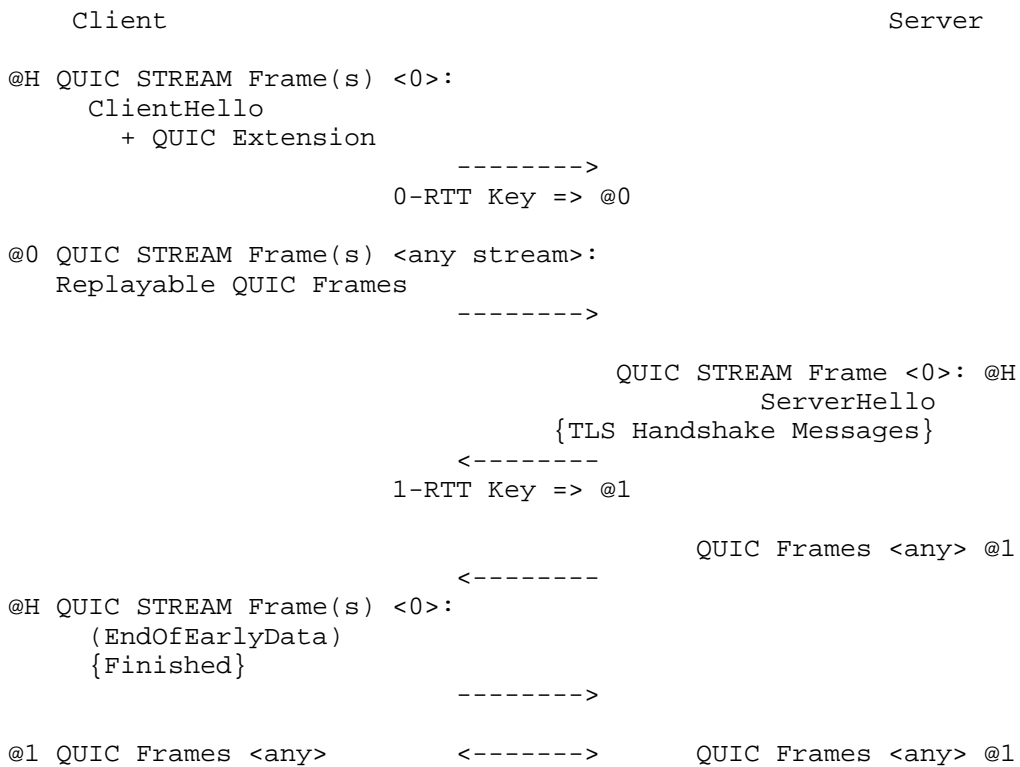 Client                                             Server
@H QUIC STREAM Frame(s) <0>:
ClientHello
+ QUIC Extension
-------->
0-RTT Key => @0
@0 QUIC STREAM Frame(s) <any stream>:
Replayable QUIC Frames
-------->
QUIC STREAM Frame <0>: @H
ServerHello
{TLS Handshake Messages}
<--------
1-RTT Key => @1
QUIC Frames <any> @1
<--------
@H QUIC STREAM Frame(s) <0>:
(EndOfEarlyData)
{Finished}
-------->
@1 QUIC Frames <any>        <------->      QUIC Frames <any> @1